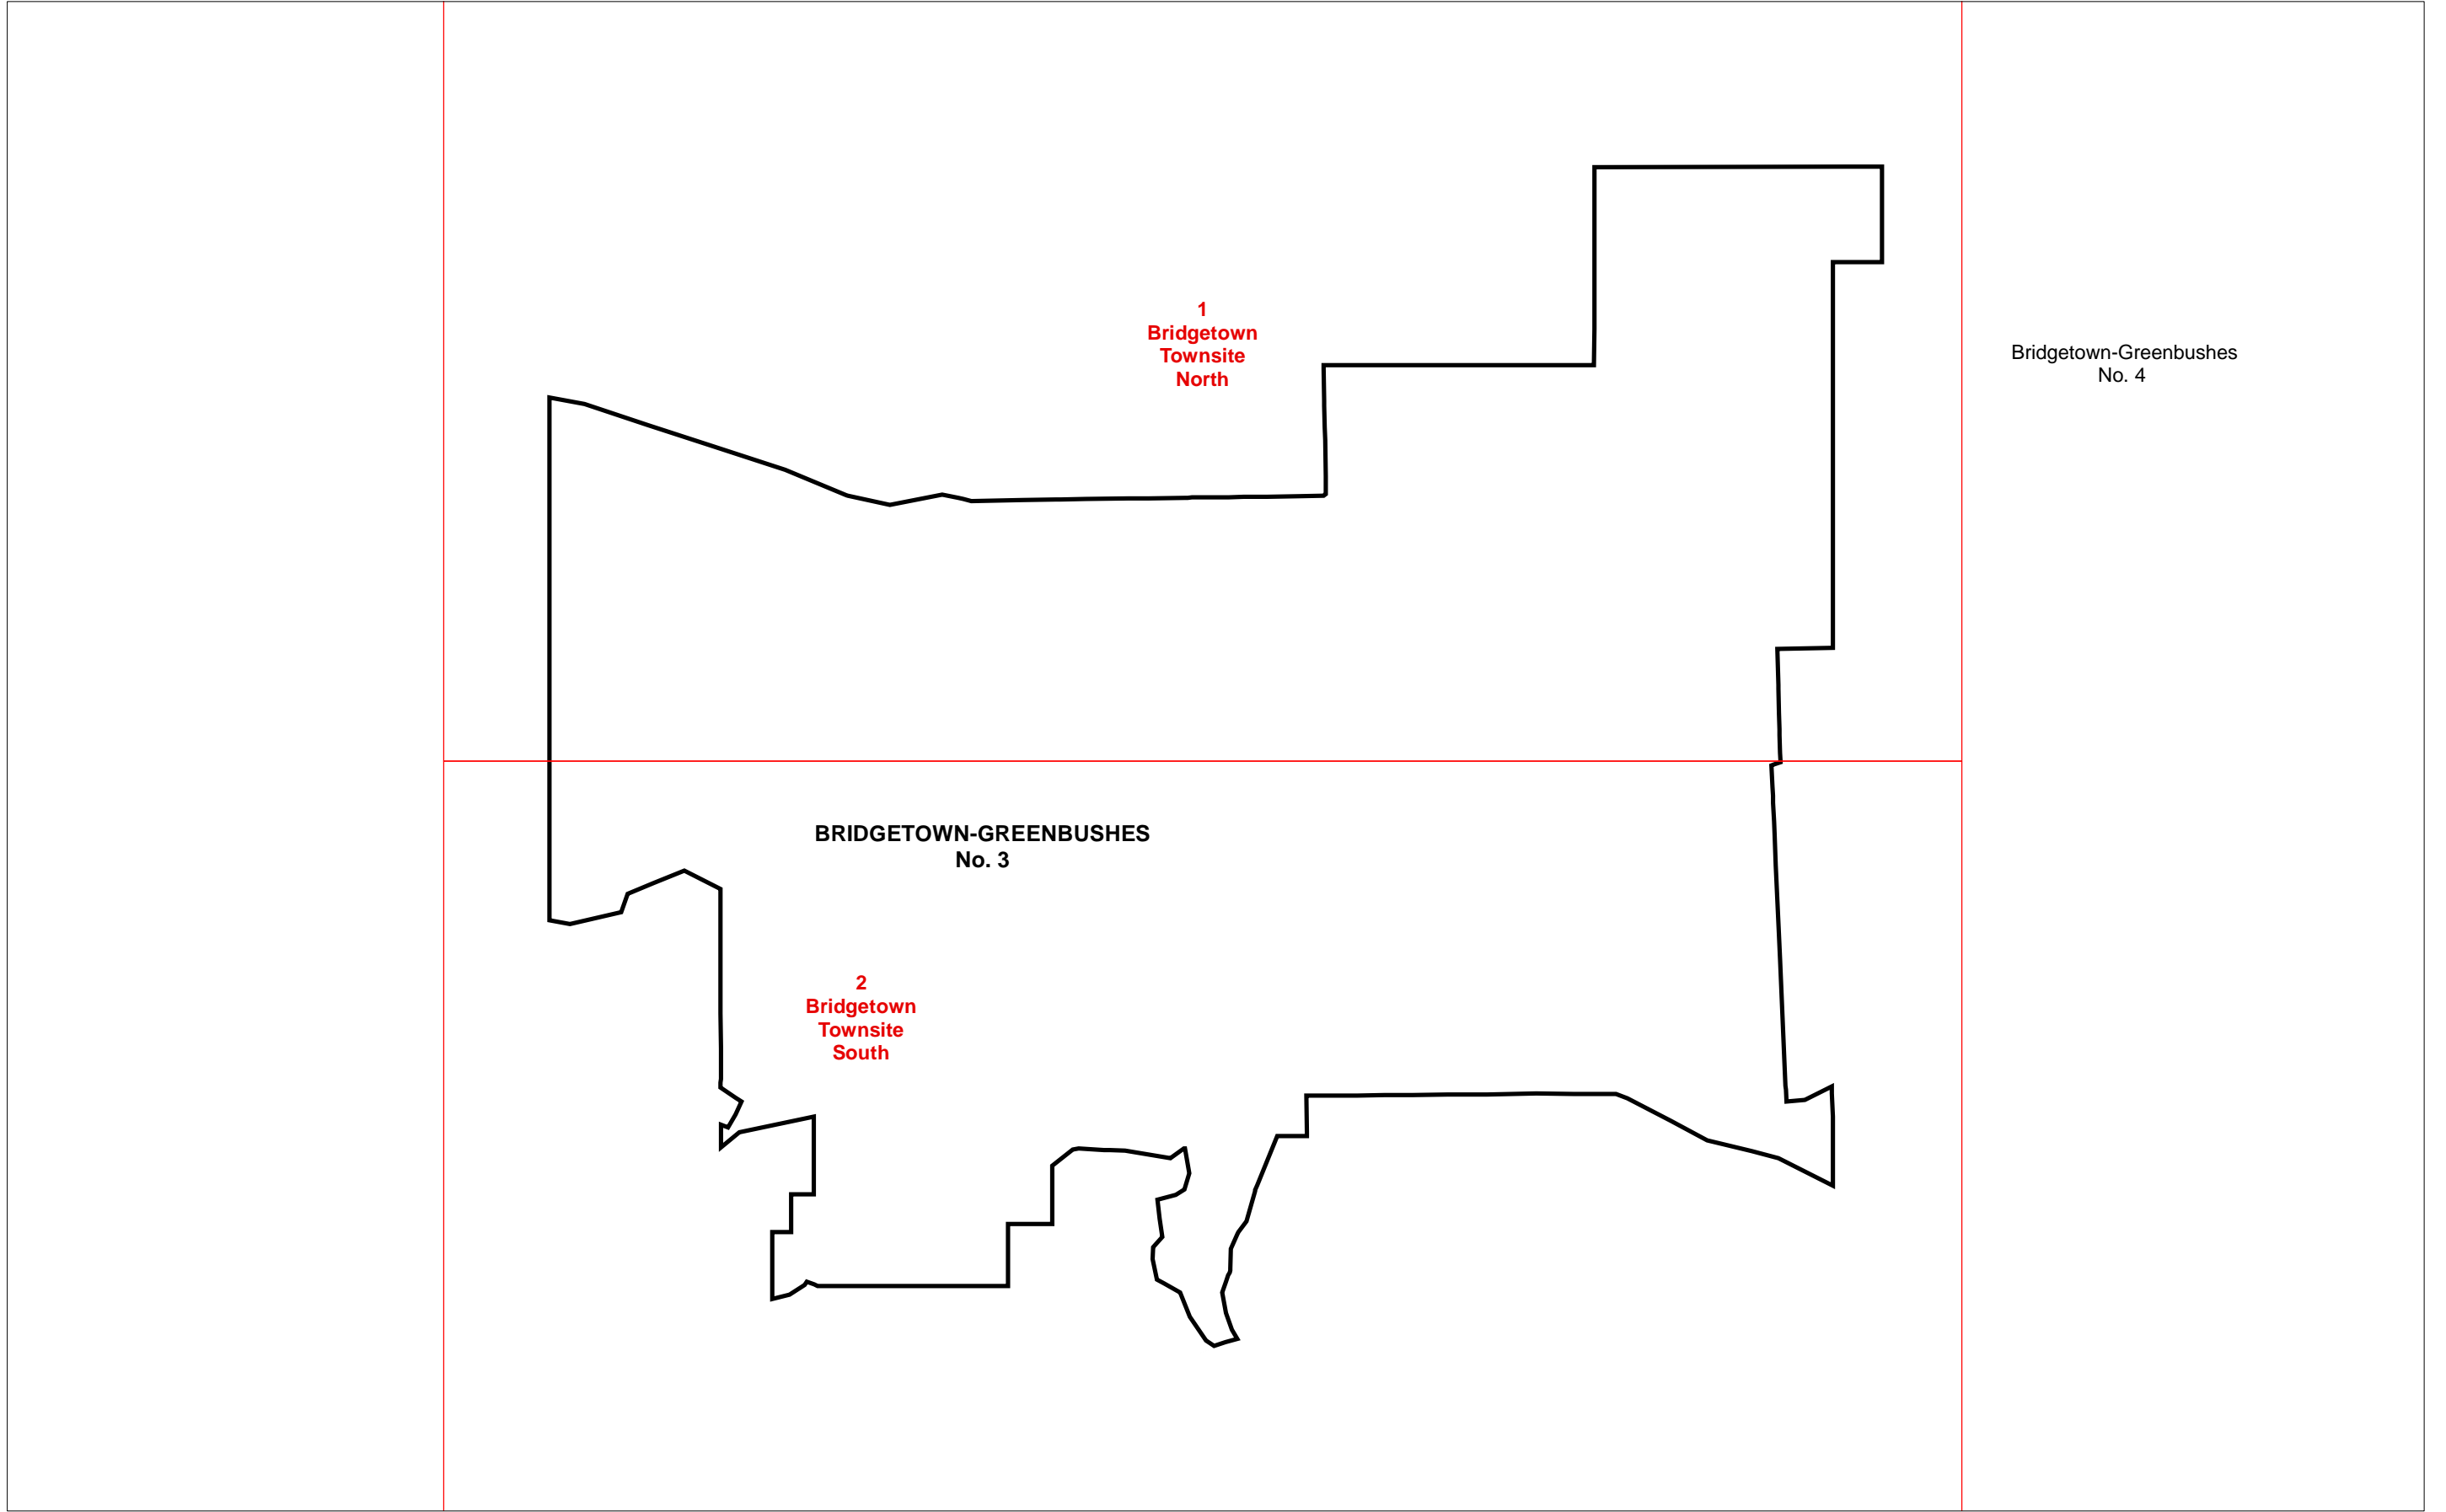 1
Bridgetown
Townsite
North
Bridgetown-Greenbushes
No. 4
BRIDGETOWN-GREENBUSHES
No. 3
2
Bridgetown
Townsite
South